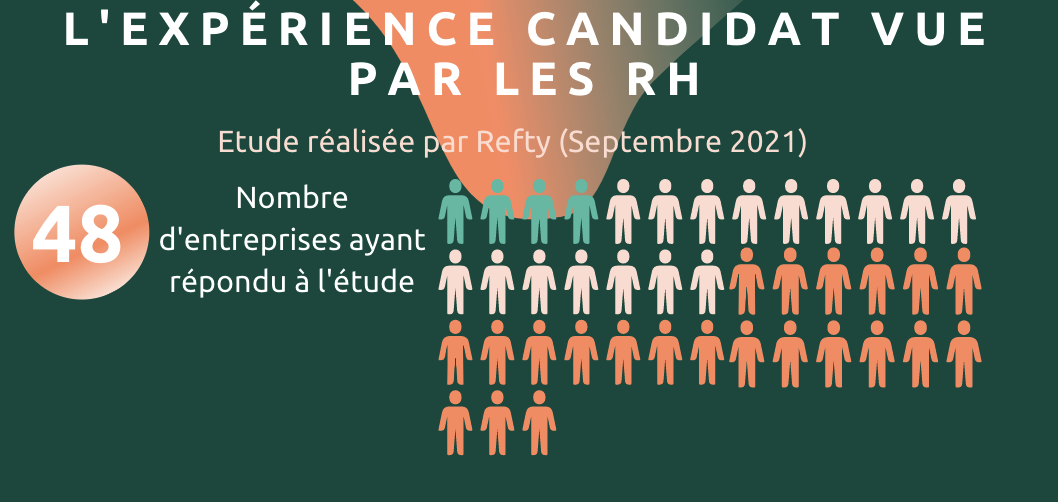 L'EXPÉRIENCE CANDIDAT VUE
PAR LES RH
Etude réalisée par Refty (Septembre 2021)
48
Nombre
d'entreprises ayant
répondu à l'étude